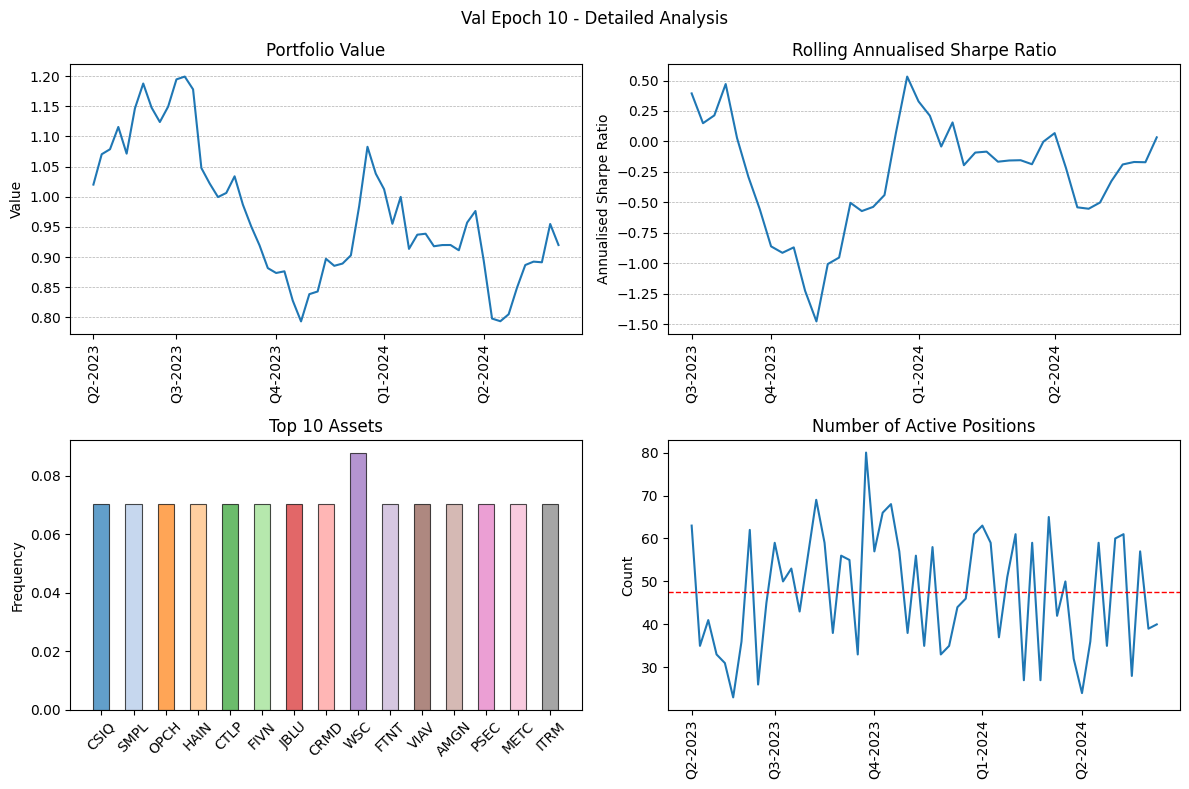 Val Epoch 10 - Detailed Analysis
Portfolio Value
Value
1.20
1.15
1.10
1.05
1.00
0.95
0.90
0.85
0.80
Q2-2023
Q3-2023
Q4-2023
Q1-2024
Q2-2024
Rolling Annualised Sharpe Ratio
Annualised Sharpe Ratio
0.50
0.25
0.00
−0.25
−0.50
−0.75
−1.00
−1.25
−1.50
Q3-2023
Q4-2023
Q1-2024
Q2-2024
Top 10 Assets
Frequency
0.08
0.06
0.04
0.02
0.00
CSIQ
SMPL
OPCH
HAIN
CTLP
FIVN
JBLU
CRMD
WSC
FTNT
VIAV
AMGN
PSEC
METC
ITRM
Number of Active Positions
Count
80
70
60
50
40
30
Q2-2023
Q3-2023
Q4-2023
Q1-2024
Q2-2024